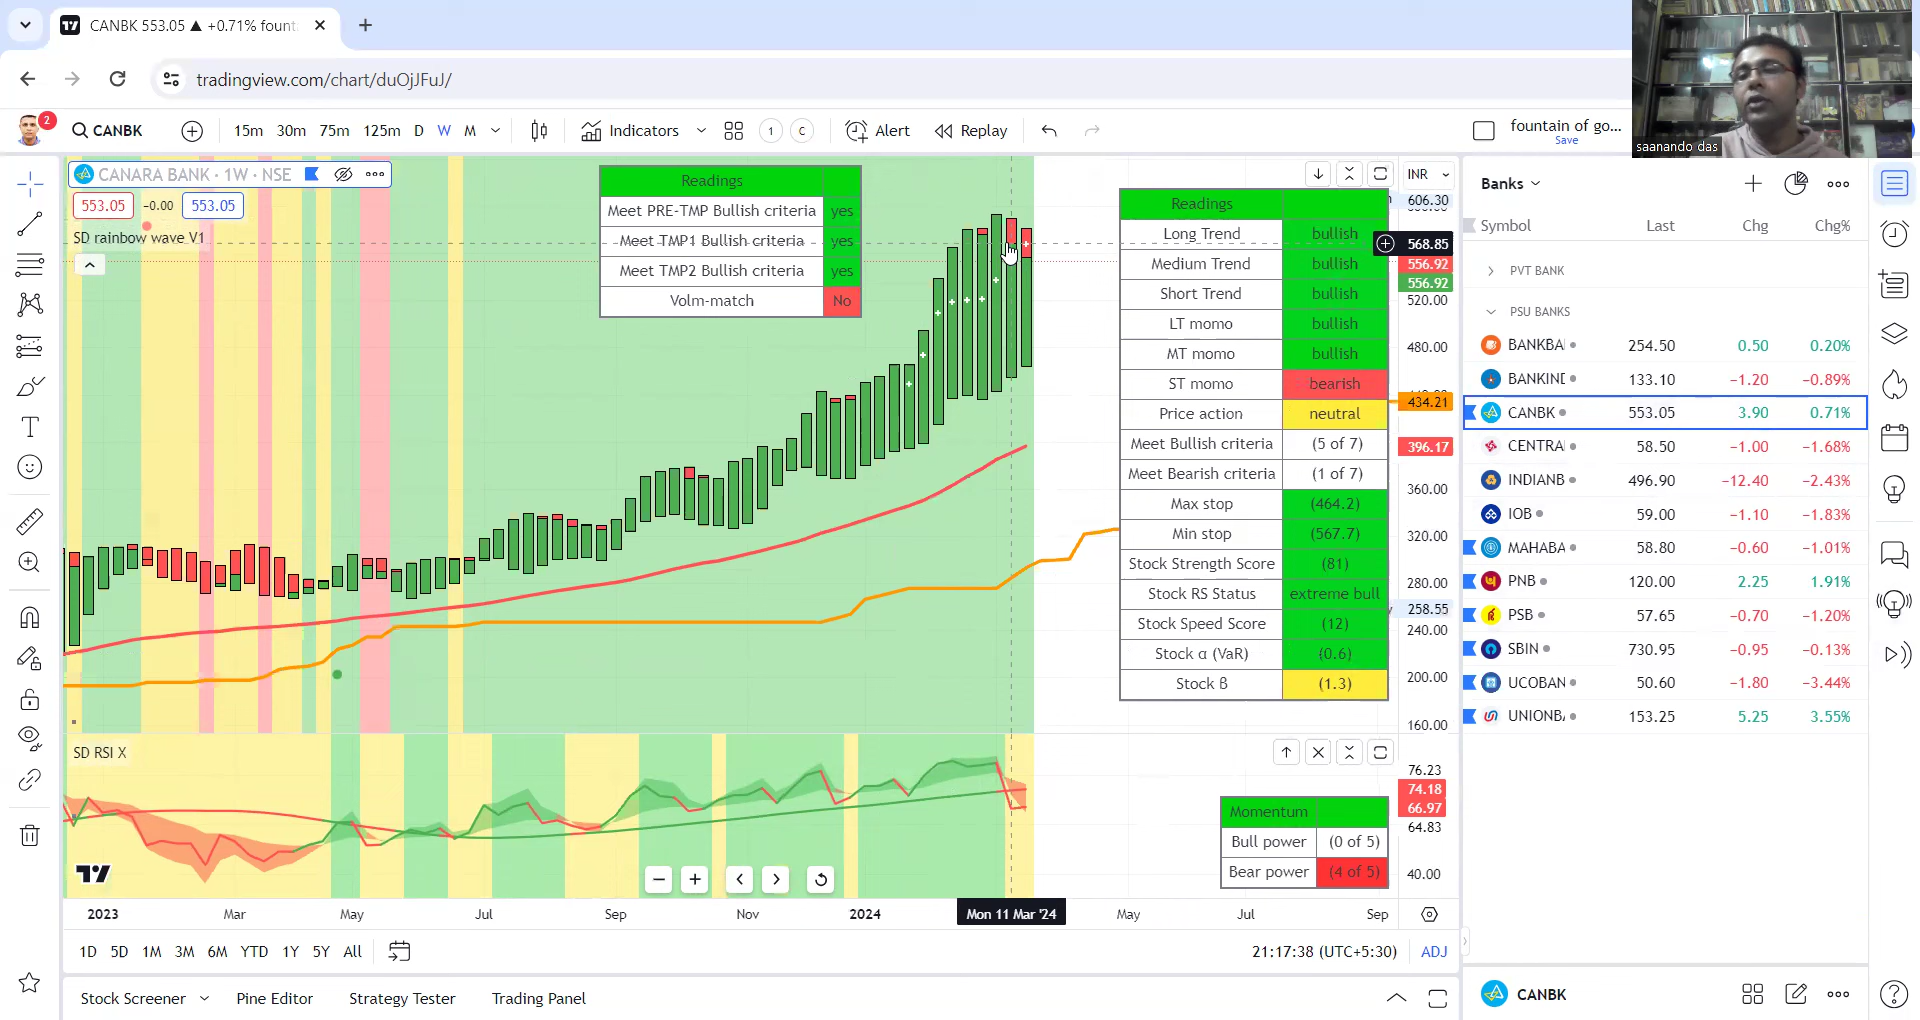 CANBK 553.05 ▲ +0.71% fount
tradingview.com/chart/duOjJFuJ/
saanando das
2
CANBK
15m 30m 75m 125m D W M
Indicators
1 C
Alert
Replay
fountain of go...
Save
CANARA BANK · 1W · NSE
553.05 −0.00 553.05
SD rainbow wave V1
Readings
Meet PRE-TMP Bullish criteria yes
Meet TMP1 Bullish criteria yes
Meet TMP2 Bullish criteria yes
Volm-match No
Readings
Long Trend bullish
Medium Trend bullish
Short Trend bullish
LT momo bullish
MT momo bullish
ST momo bearish
Price action neutral
Meet Bullish criteria (5 of 7)
Meet Bearish criteria (1 of 7)
Max stop (464.2)
Min stop (567.7)
Stock Strength Score (81)
Stock RS Status extreme bull
Stock Speed Score (12)
Stock α (VaR) (0.6)
Stock β (1.3)
INR
606.30
568.85
556.92
556.92
520.00
480.00
434.21
396.17
360.00
320.00
280.00
258.55
240.00
200.00
160.00
SD RSI X
76.23
74.18
66.97
64.83
40.00
Momentum
Bull power (0 of 5)
Bear power (4 of 5)
2023 Mar May Jul Sep Nov 2024 Mon 11 Mar '24 May Jul Sep
1D 5D 1M 3M 6M YTD 1Y 5Y All
21:17:38 (UTC+5:30) ADJ
Stock Screener Pine Editor Strategy Tester Trading Panel
Banks
Symbol Last Chg Chg%
PVT BANK
PSU BANKS
BANKBA 254.50 0.50 0.20%
BANKIND 133.10 −1.20 −0.89%
CANBK 553.05 3.90 0.71%
CENTRA 58.50 −1.00 −1.68%
INDIANB 496.90 −12.40 −2.43%
IOB 59.00 −1.10 −1.83%
MAHABA 58.80 −0.60 −1.01%
PNB 120.00 2.25 1.91%
PSB 57.65 −0.70 −1.20%
SBIN 730.95 −0.95 −0.13%
UCOBAN 50.60 −1.80 −3.44%
UNIONBA 153.25 5.25 3.55%
CANBK